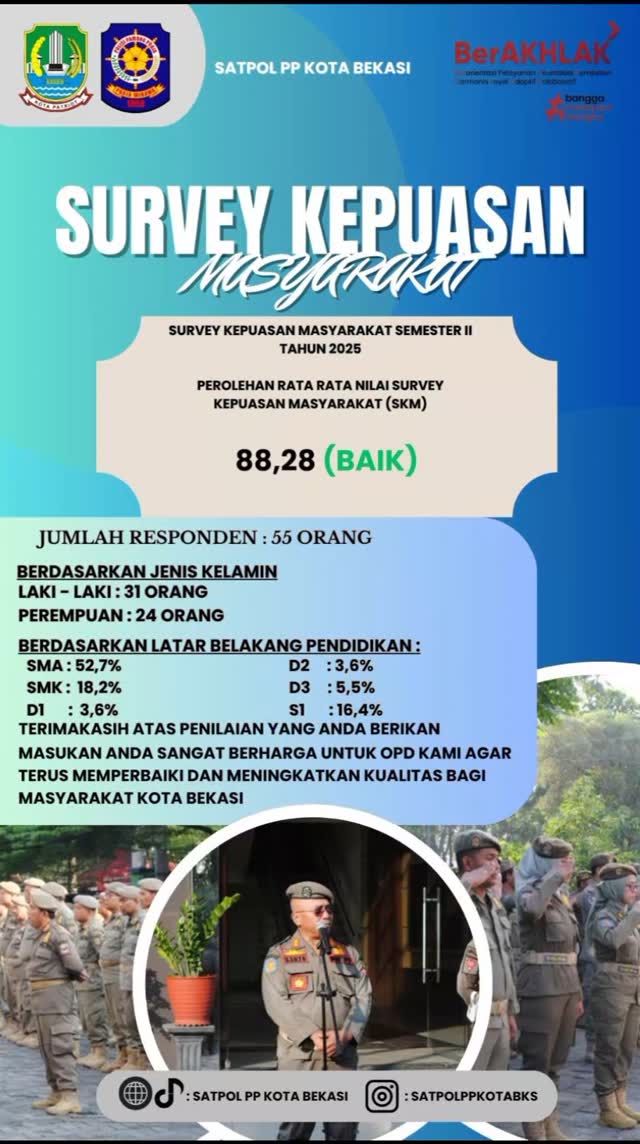 SATPOL PP KOTA BEKASI
BerAKHLAK
bangga
SURVEY KEPUASAN
MASYARAKAT
SURVEY KEPUASAN MASYARAKAT SEMESTER II
TAHUN 2025
PEROLEHAN RATA RATA NILAI SURVEY
KEPUASAN MASYARAKAT (SKM)
88,28 (BAIK)
JUMLAH RESPONDEN : 55 ORANG
BERDASARKAN JENIS KELAMIN
LAKI - LAKI : 31 ORANG
PEREMPUAN : 24 ORANG
BERDASARKAN LATAR BELAKANG PENDIDIKAN :
SMA : 52,7% D2 : 3,6%
SMK : 18,2% D3 : 5,5%
D1 : 3,6% S1 : 16,4%
TERIMAKASIH ATAS PENILAIAN YANG ANDA BERIKAN
MASUKAN ANDA SANGAT BERHARGA UNTUK OPD KAMI AGAR
TERUS MEMPERBAIKI DAN MENINGKATKAN KUALITAS BAGI
MASYARAKAT KOTA BEKASI
: SATPOL PP KOTA BEKASI : SATPOLPPKOTABKS